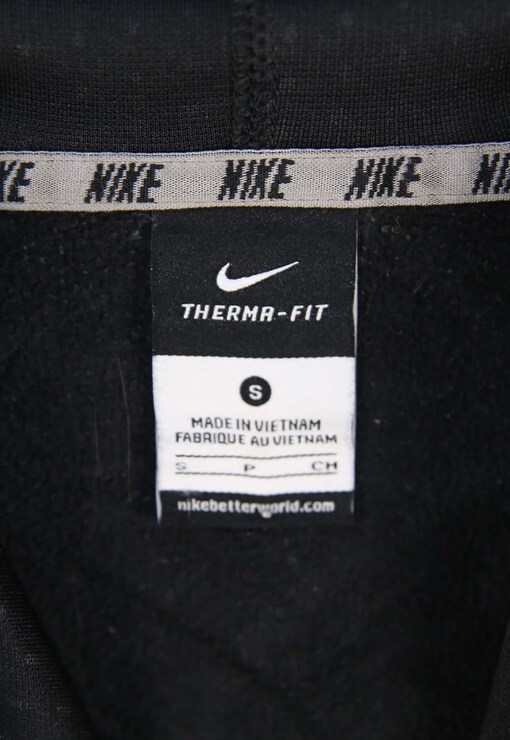 NIKE NIKE NIKE
THERMA-FIT
S
MADE IN VIETNAM
FABRIQUE AU VIETNAM
S P CH
nikebetterworld.com